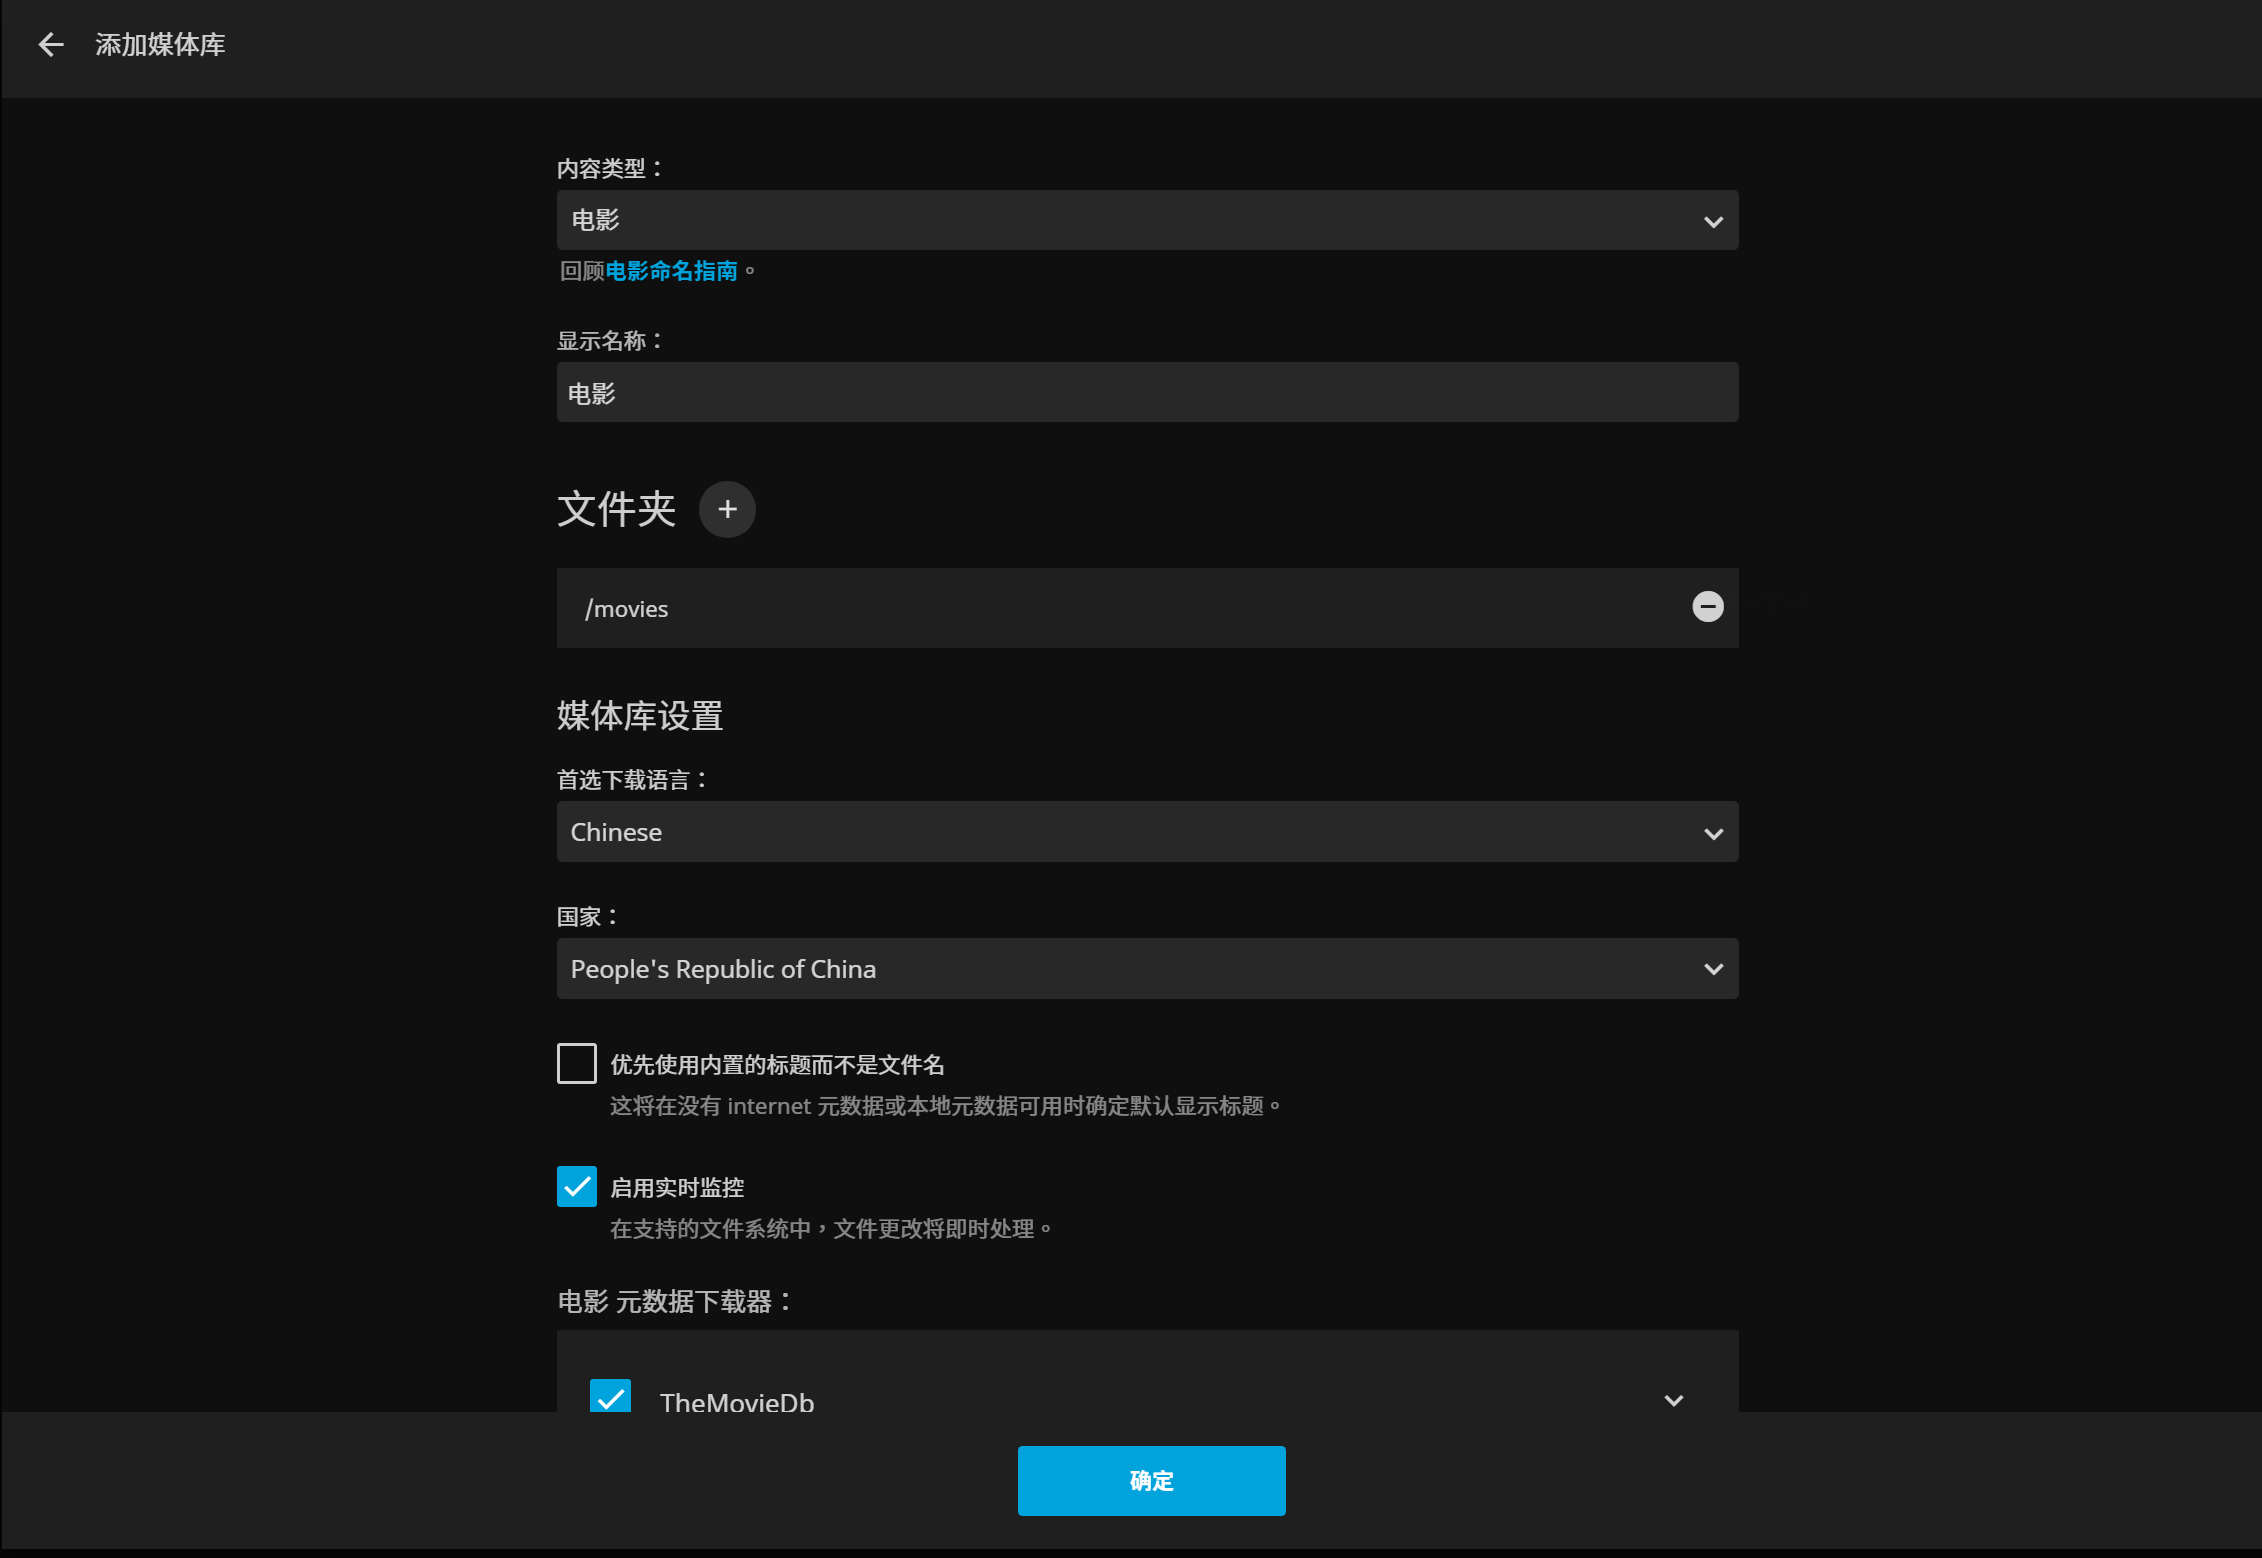 添加媒体库
内容类型：
电影
回顾电影命名指南。
显示名称：
电影
文件夹
/movies
媒体库设置
首选下载语言：
Chinese
国家：
People's Republic of China
优先使用内置的标题而不是文件名
这将在没有 internet 元数据或本地元数据可用时确定默认显示标题。
启用实时监控
在支持的文件系统中，文件更改将即时处理。
电影 元数据下载器：
TheMovieDb
确定